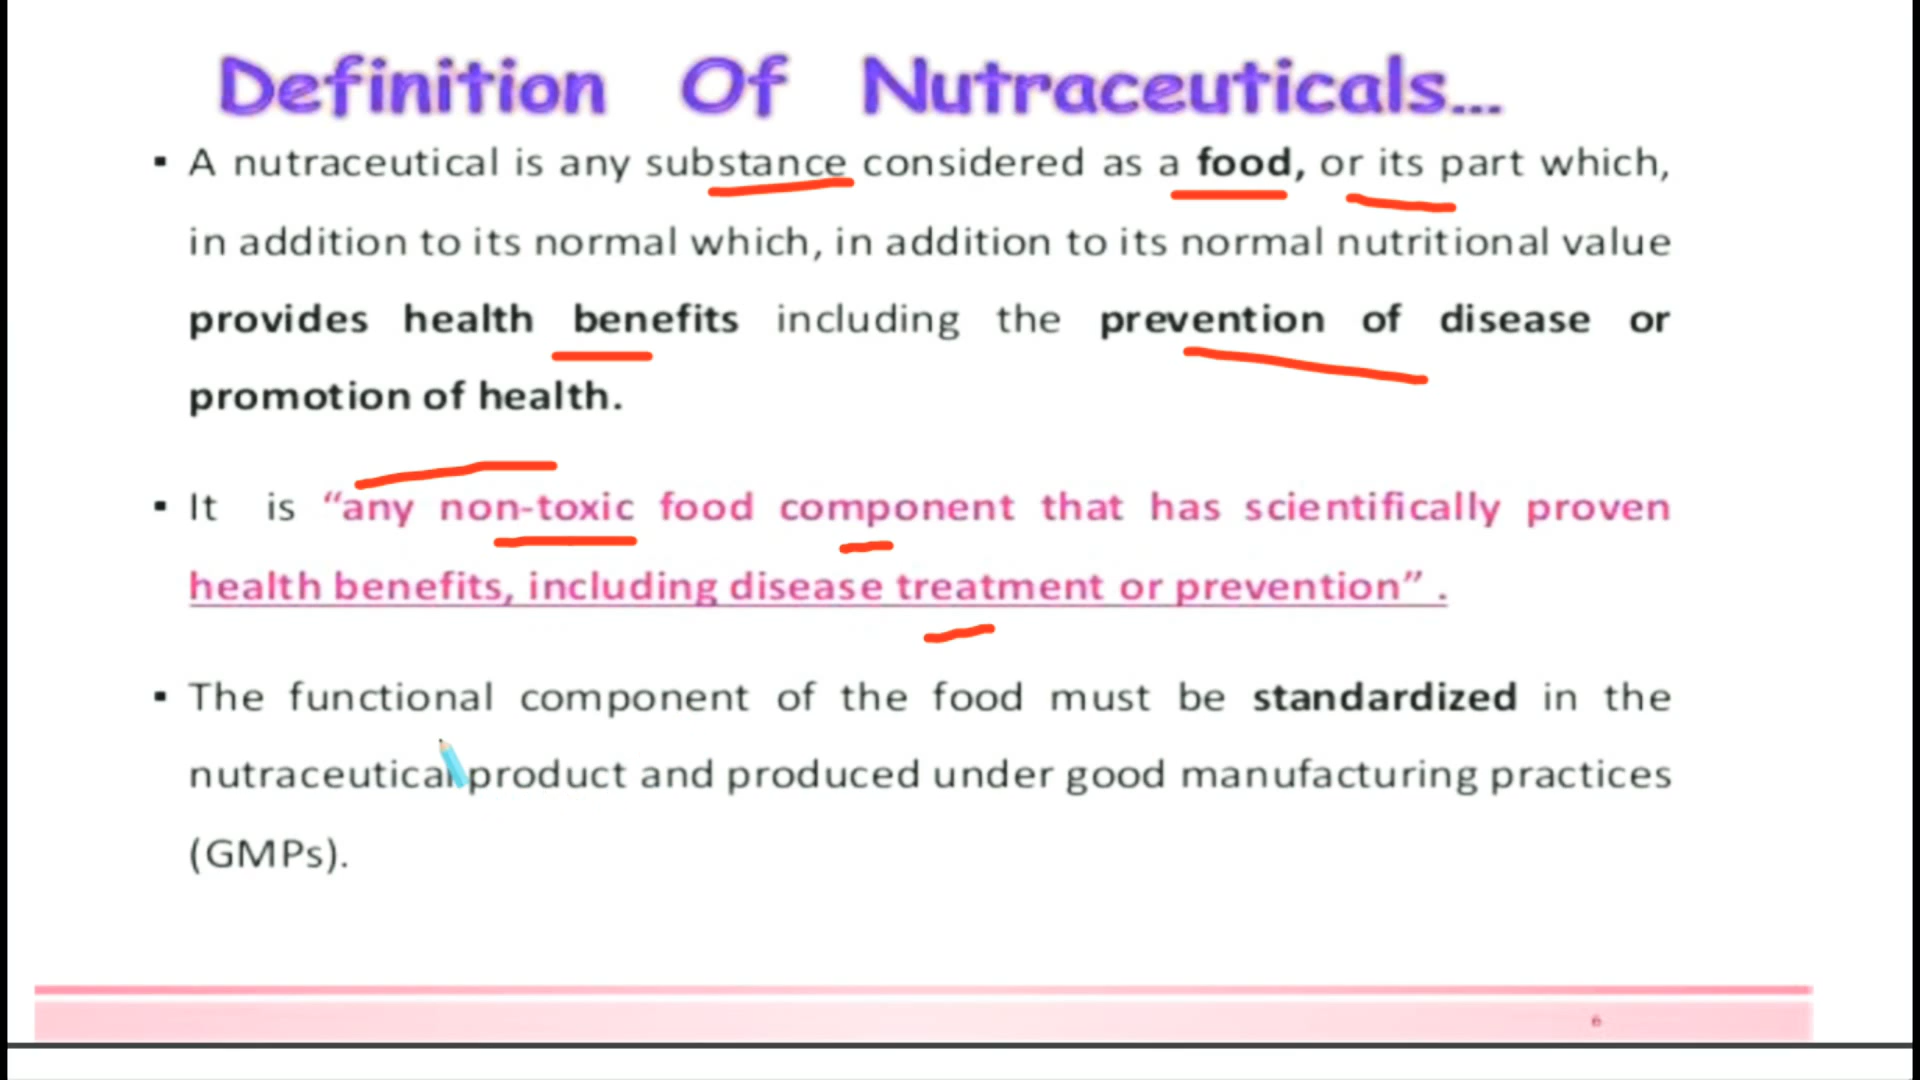 Definition Of Nutraceuticals...
▪ A nutraceutical is any substance considered as a food, or its part which,
in addition to its normal which, in addition to its normal nutritional value
provides health benefits including the prevention of disease or
promotion of health.
▪ It is “any non-toxic food component that has scientifically proven
health benefits, including disease treatment or prevention” .
▪ The functional component of the food must be standardized in the
nutraceutical product and produced under good manufacturing practices
(GMPs).
6